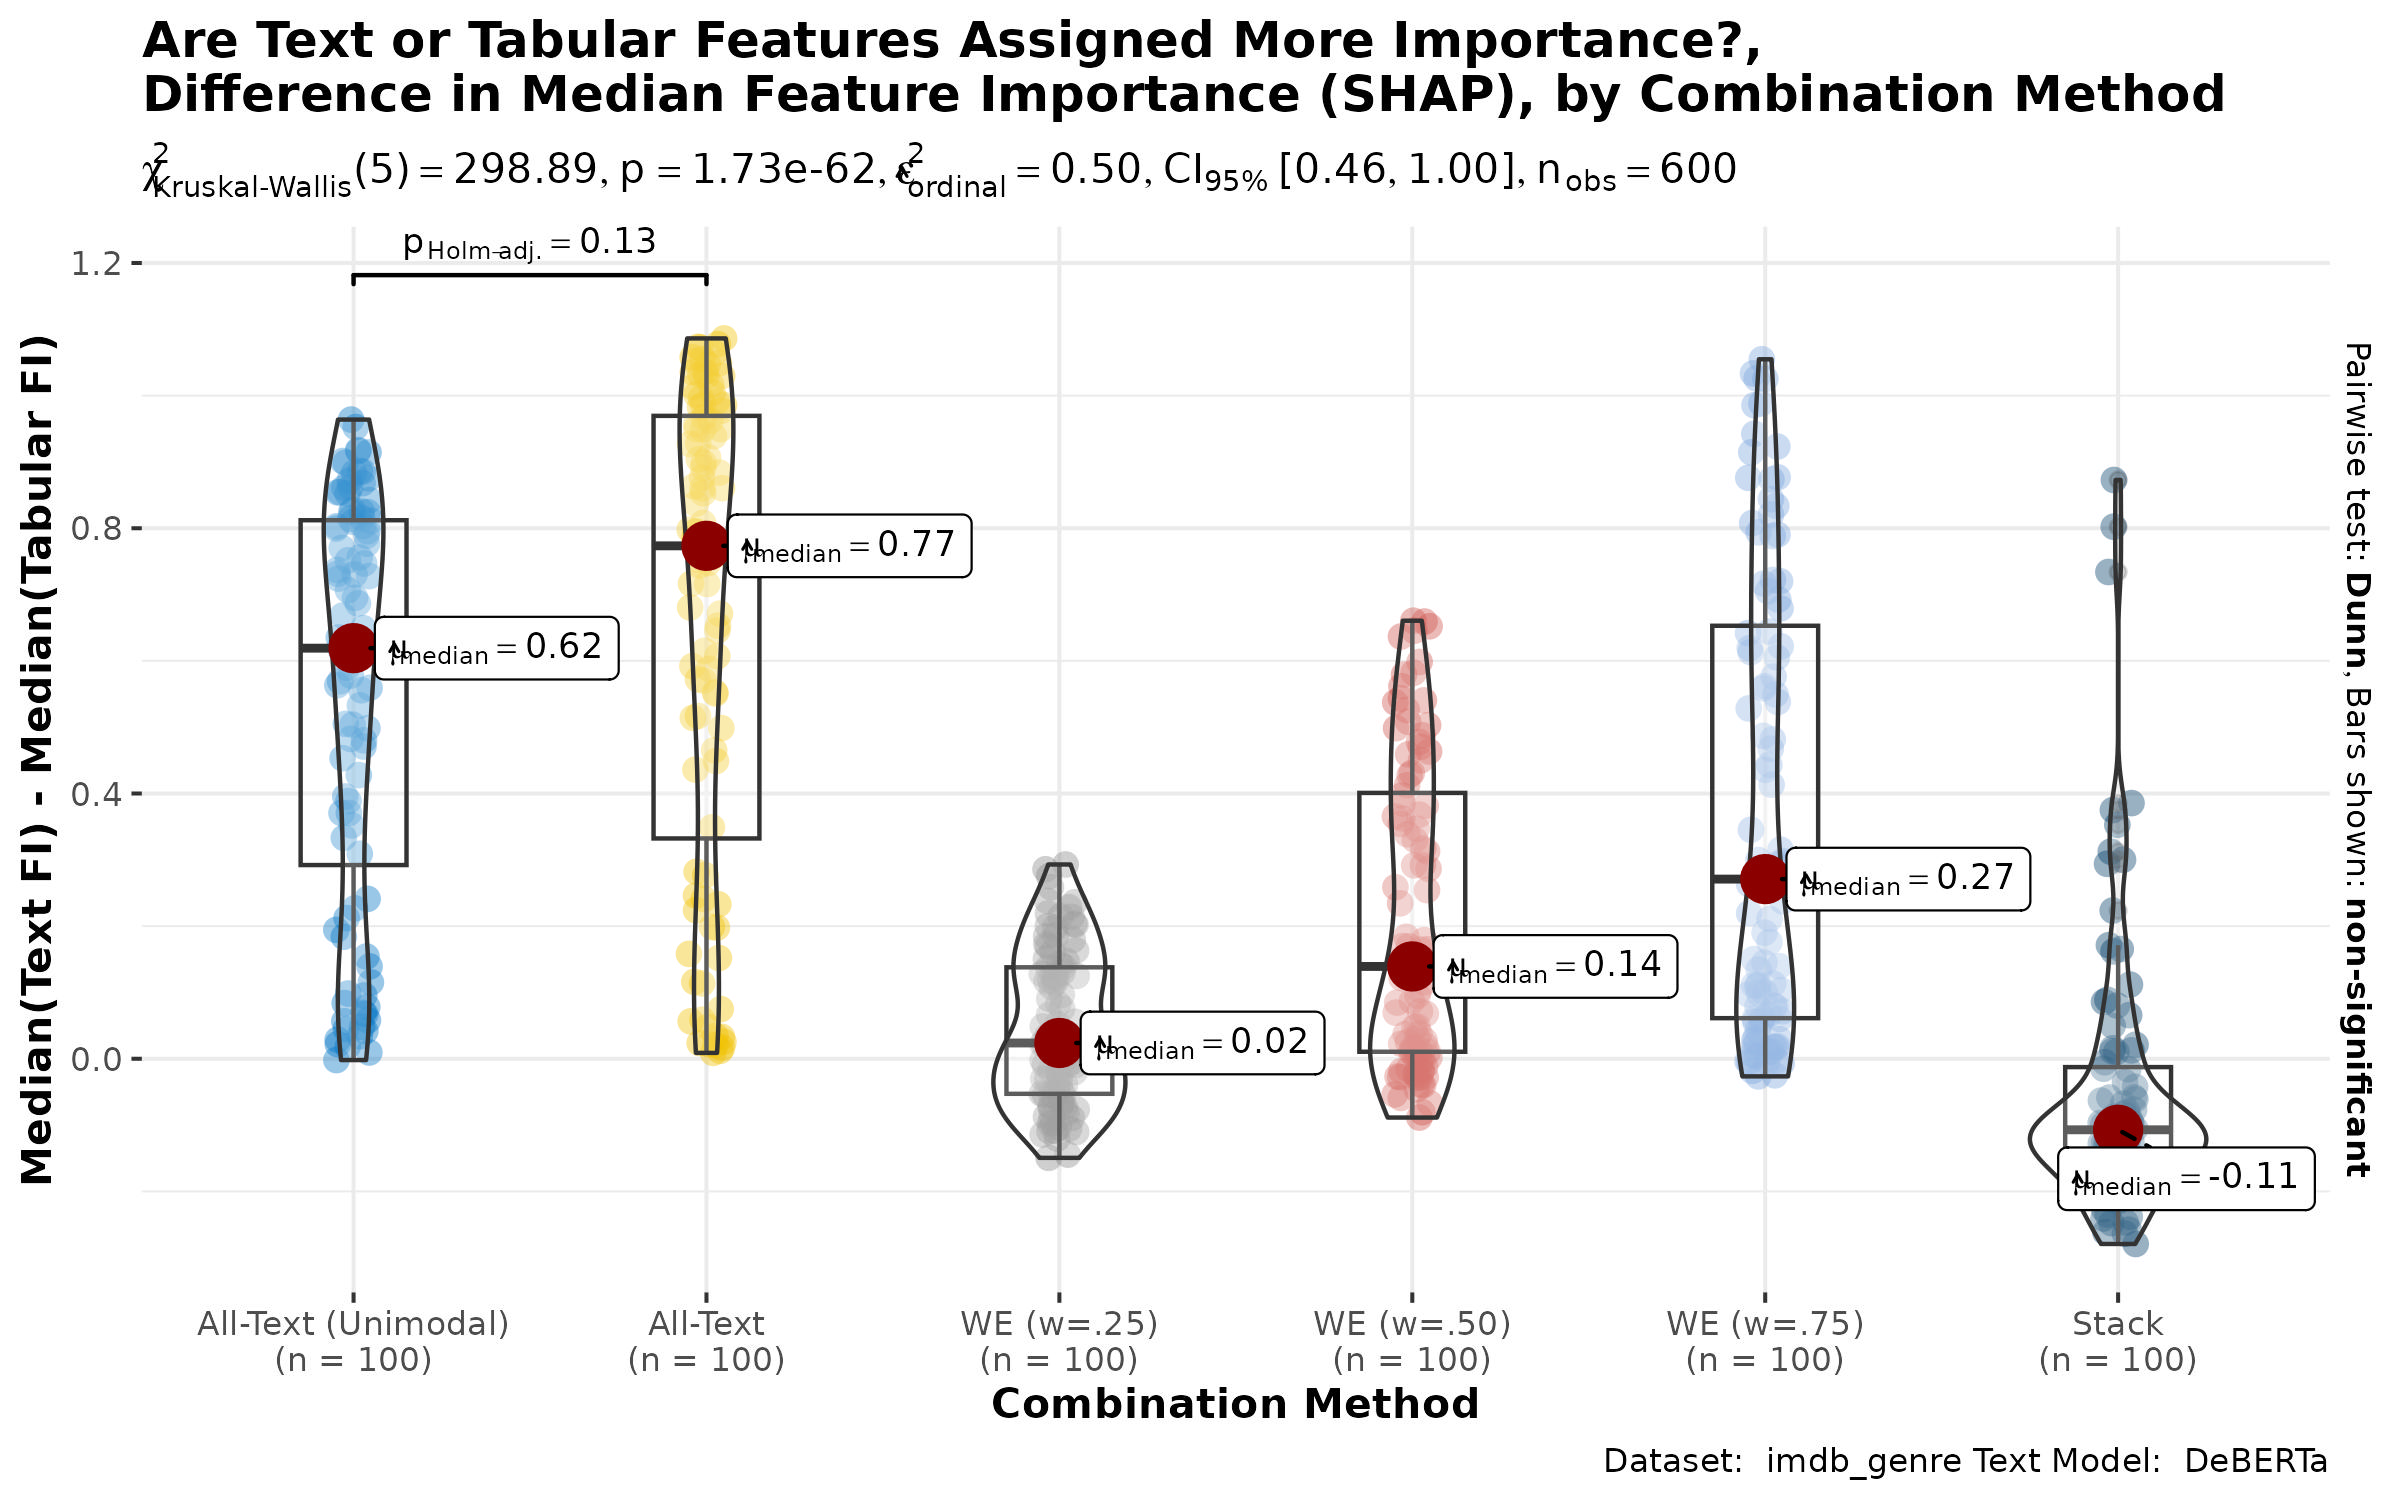 Are Text or Tabular Features Assigned More Importance?,
Difference in Median Feature Importance (SHAP), by Combination Method
χ²Kruskal-Wallis(5) = 298.89, p = 1.73e-62, ε̂²ordinal = 0.50, CI95% [0.46, 1.00], nobs = 600
pHolm-adj. = 0.13
1.2
0.8
0.4
0.0
Median(Text FI) - Median(Tabular FI)
μ̂median = 0.62
μ̂median = 0.77
μ̂median = 0.02
μ̂median = 0.14
μ̂median = 0.27
μ̂median = -0.11
Pairwise test: Dunn, Bars shown: non-significant
All-Text (Unimodal)
(n = 100)
All-Text
(n = 100)
WE (w=.25)
(n = 100)
WE (w=.50)
(n = 100)
WE (w=.75)
(n = 100)
Stack
(n = 100)
Combination Method
Dataset:  imdb_genre Text Model:  DeBERTa